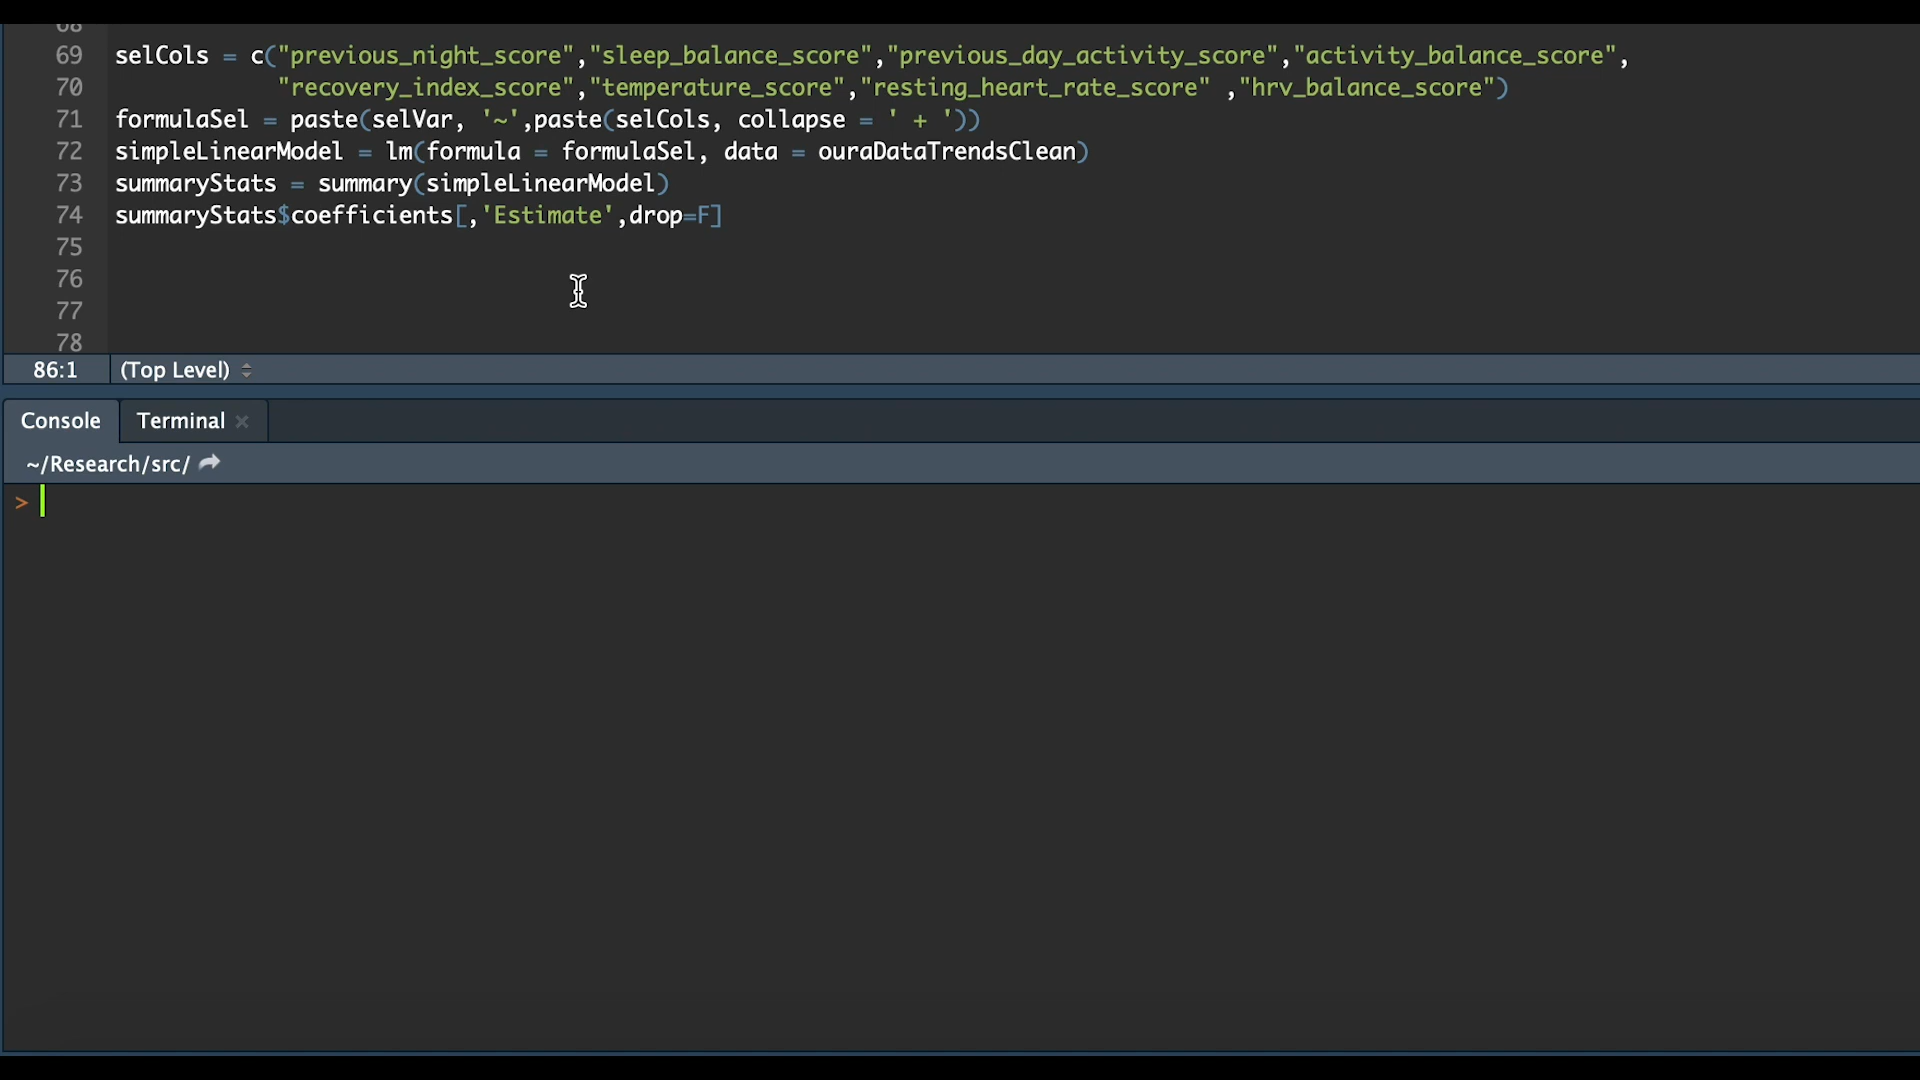 68
69 selCols = c("previous_night_score","sleep_balance_score","previous_day_activity_score","activity_balance_score",
70 "recovery_index_score","temperature_score","resting_heart_rate_score" ,"hrv_balance_score")
71 formulaSel = paste(selVar, '~',paste(selCols, collapse = ' + '))
72 simpleLinearModel = lm(formula = formulaSel, data = ouraDataTrendsClean)
73 summaryStats = summary(simpleLinearModel)
74 summaryStats$coefficients[,'Estimate',drop=F]
75
76
77
78
86:1 (Top Level)
Console Terminal ×
~/Research/src/
>